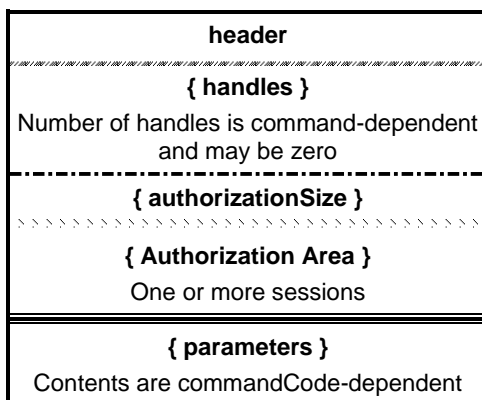 header
{ handles }
Number of handles is command-dependent
and may be zero
{ authorizationSize }
{ Authorization Area }
One or more sessions
{ parameters }
Contents are commandCode-dependent